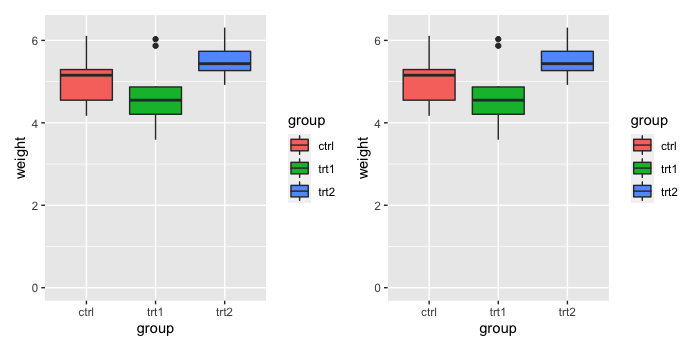 6
4
2
0
weight
ctrl trt1 trt2
group
group
ctrl
trt1
trt2
6
4
2
0
weight
ctrl trt1 trt2
group
group
ctrl
trt1
trt2